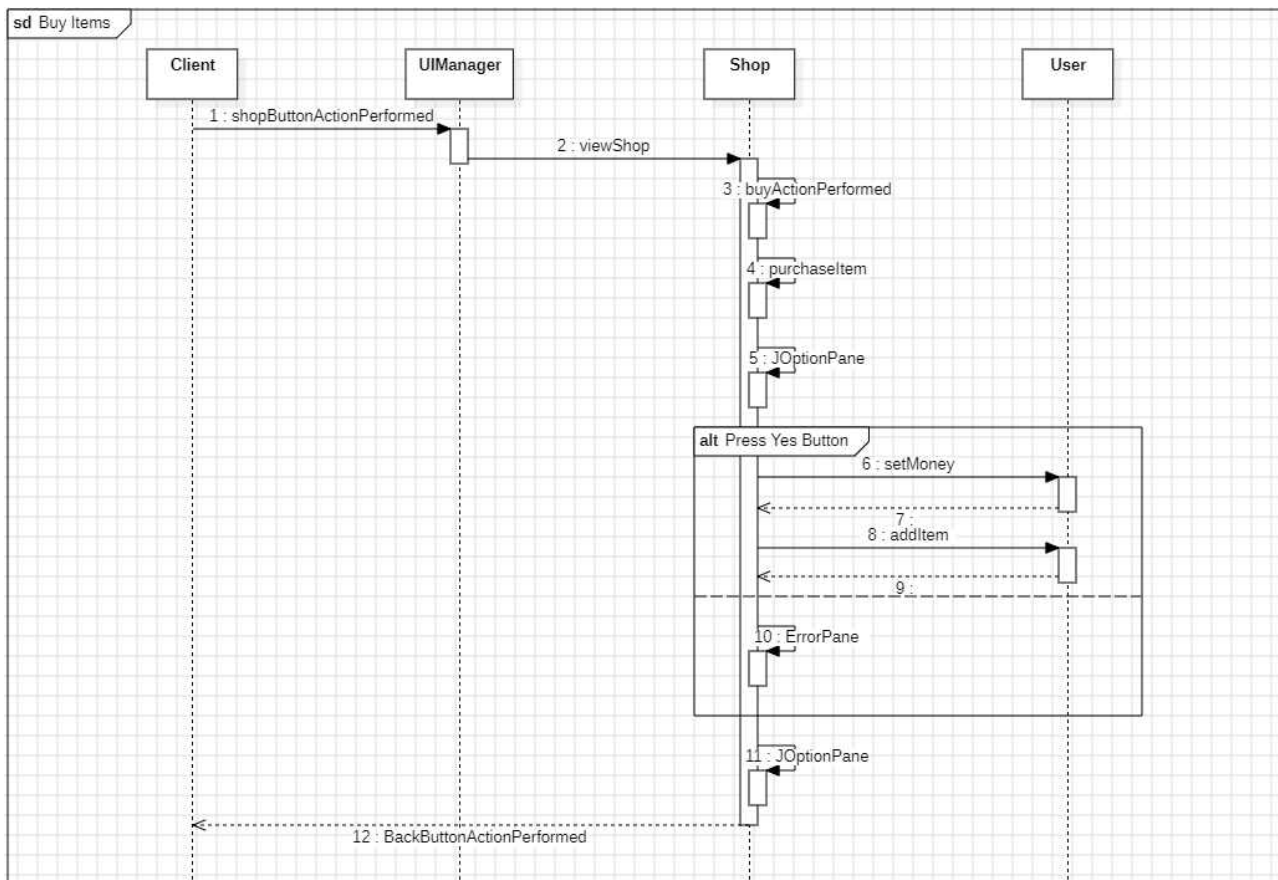 sd Buy Items
Client
UIManager
Shop
User
1 : shopButtonActionPerformed
2 : viewShop
3 : buyActionPerformed
4 : purchaseItem
5 : JOptionPane
alt Press Yes Button
6 : setMoney
7 :
8 : addItem
9 :
10 : ErrorPane
11 : JOptionPane
12 : BackButtonActionPerformed